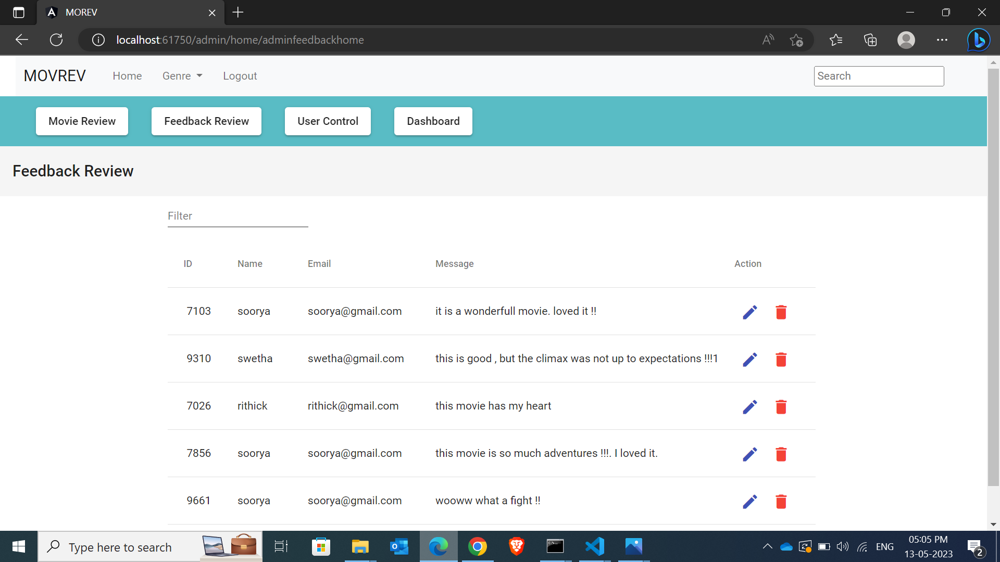 MOREV
localhost:61750/admin/home/adminfeedbackhome
MOVREV Home Genre Logout Search
Movie Review Feedback Review User Control Dashboard
Feedback Review
Filter
ID Name Email Message Action
7103 soorya soorya@gmail.com it is a wonderfull movie. loved it !!
9310 swetha swetha@gmail.com this is good , but the climax was not up to expectations !!!1
7026 rithick rithick@gmail.com this movie has my heart
7856 soorya soorya@gmail.com this movie is so much adventures !!!. I loved it.
9661 soorya soorya@gmail.com wooww what a fight !!
Type here to search
ENG
05:05 PM
13-05-2023
2